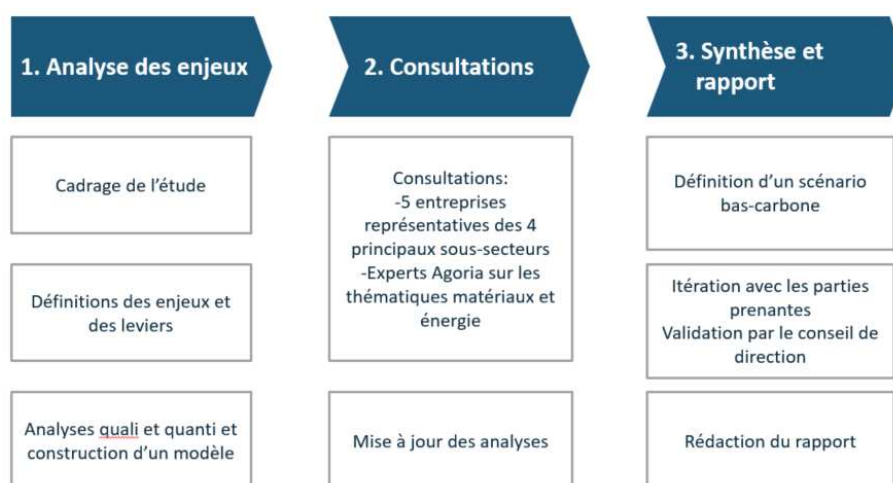 1. Analyse des enjeux
Cadrage de l’étude
Définitions des enjeux et
des leviers
Analyses quali et quanti et
construction d’un modèle
2. Consultations
Consultations:
-5 entreprises
représentatives des 4
principaux sous-secteurs
-Experts Agoria sur les
thématiques matériaux et
énergie
Mise à jour des analyses
3. Synthèse et
rapport
Définition d’un scénario
bas-carbone
Itération avec les parties
prenantes
Validation par le conseil de
direction
Rédaction du rapport